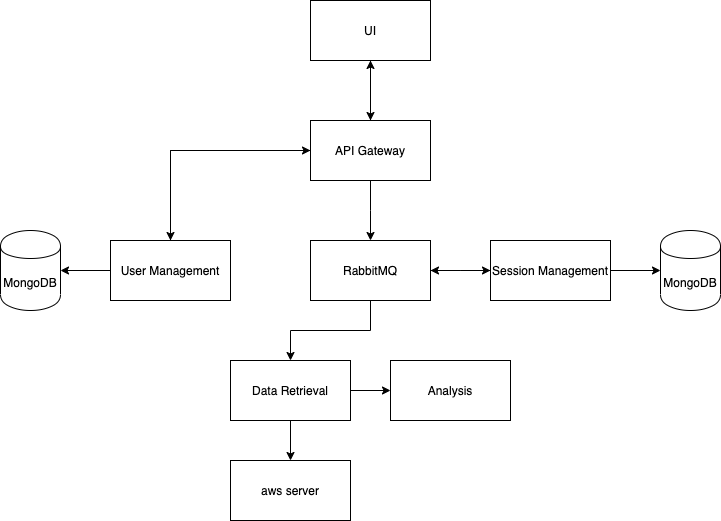 UI
API Gateway
MongoDB
User Management
RabbitMQ
Session Management
MongoDB
Data Retrieval
Analysis
aws server